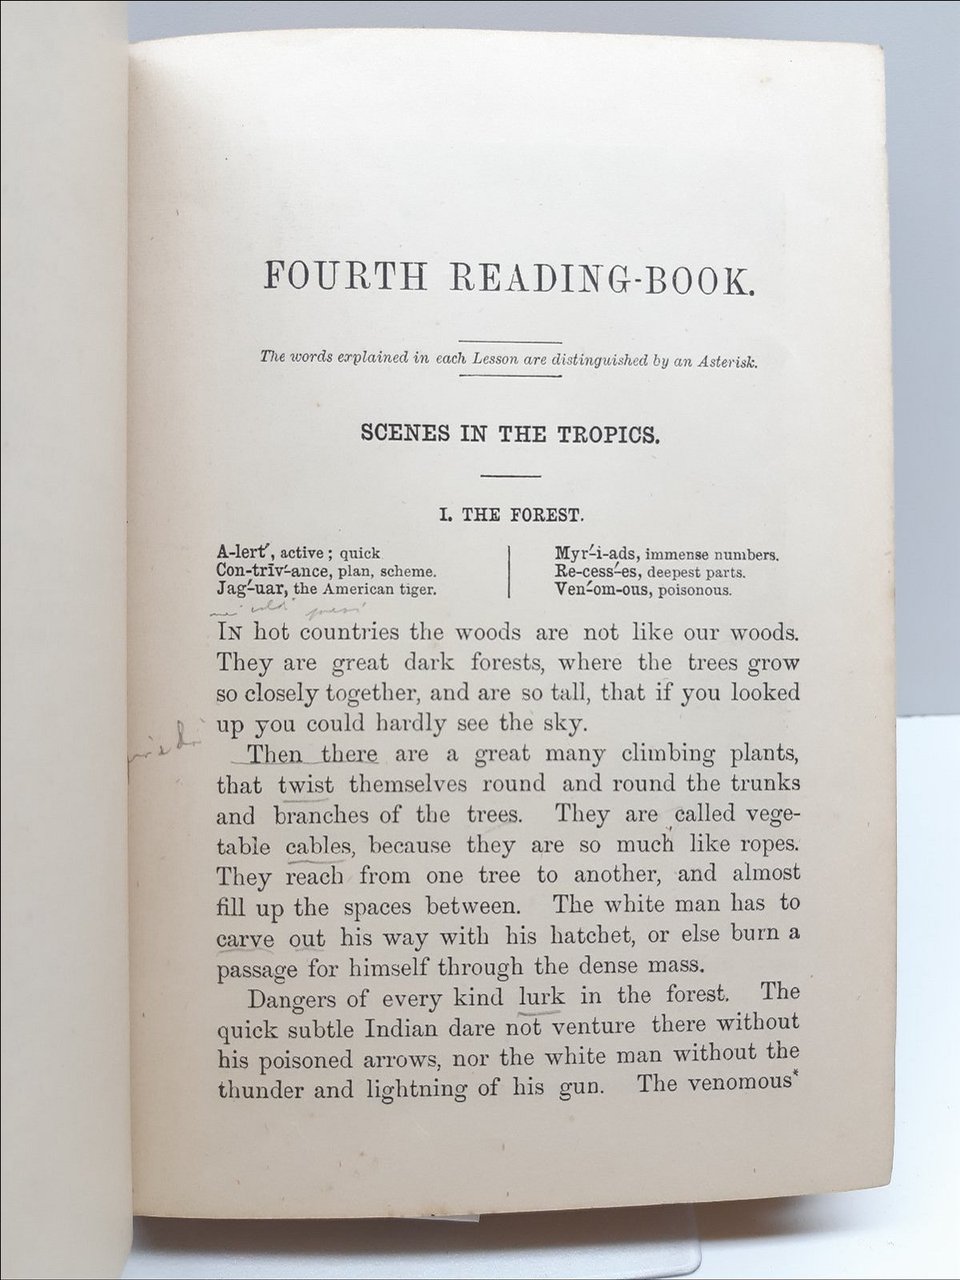 FOURTH READING-BOOK.
The words explained in each Lesson are distinguished by an Asterisk.
SCENES IN THE TROPICS.
I. THE FOREST.
A-lert′, active; quick
Con-trīv′-ance, plan, scheme.
Jag′-uar, the American tiger.
Myr′-i-ads, immense numbers.
Re-cess′-es, deepest parts.
Ven′-om-ous, poisonous.
IN hot countries the woods are not like our woods.
They are great dark forests, where the trees grow
so closely together, and are so tall, that if you looked
up you could hardly see the sky.
Then there are a great many climbing plants,
that twist themselves round and round the trunks
and branches of the trees. They are called vege-
table cables, because they are so much like ropes.
They reach from one tree to another, and almost
fill up the spaces between. The white man has to
carve out his way with his hatchet, or else burn a
passage for himself through the dense mass.
Dangers of every kind lurk in the forest. The
quick subtle Indian dare not venture there without
his poisoned arrows, nor the white man without the
thunder and lightning of his gun. The venomous*